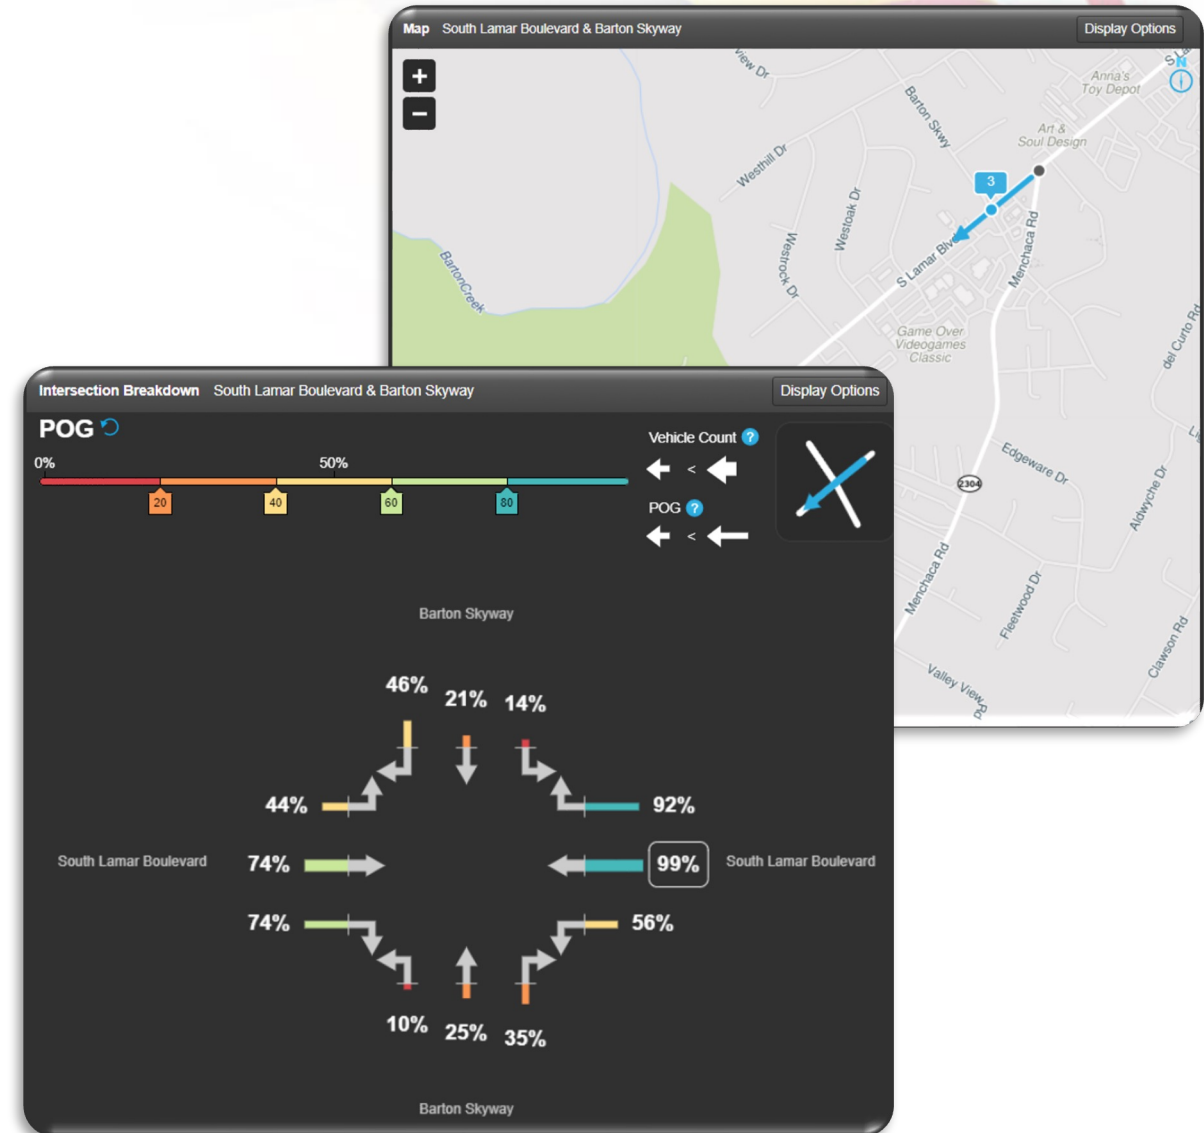 Map South Lamar Boulevard & Barton Skyway
Display Options
+
−
N
view Dr
Barton Skwy
Anna's
Toy Depot
Art &
Soul Design
Westhill Dr
3
Westoak Dr
Westrock Dr
S Lamar Blvd
Menchaca Rd
BartonCreek
Game Over
Videogames
Classic
del Curto Rd
Edgeware Dr
2304
Aldwyche Dr
Menchaca Rd
Fleetwood Dr
Clawson Rd
Valley View
Rd
Intersection Breakdown South Lamar Boulevard & Barton Skyway
Display Options
POG
0% 50%
20 40 60 80
Vehicle Count ?
<
POG ?
<
Barton Skyway
46% 21% 14%
44% 92%
South Lamar Boulevard 74% 99% South Lamar Boulevard
74% 56%
10% 25% 35%
Barton Skyway